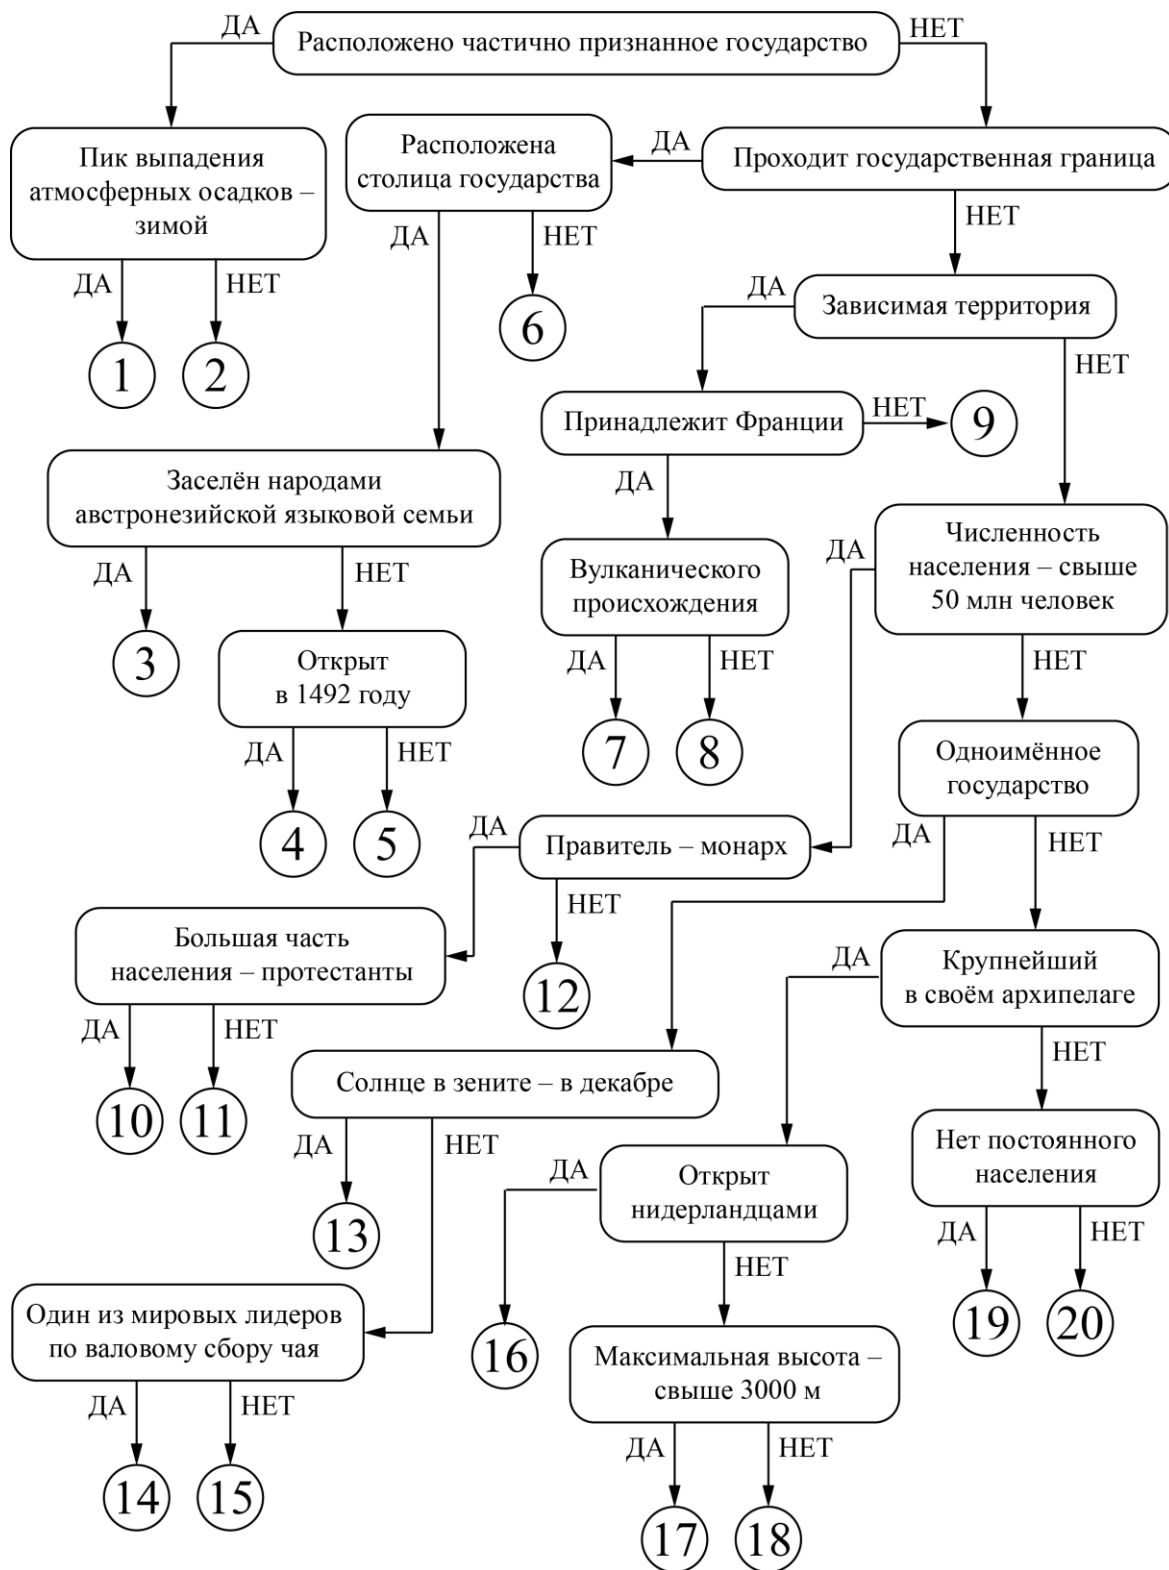 ДА
Расположено частично признанное государство
НЕТ
Пик выпадения
атмосферных осадков –
зимой
Расположена
столица государства
ДА
Проходит государственная граница
ДА
НЕТ
1
2
ДА
НЕТ
6
НЕТ
ДА
Зависимая территория
НЕТ
Принадлежит Франции
НЕТ
9
ДА
Заселён народами
австронезийской языковой семьи
ДА
НЕТ
3
Вулканического
происхождения
ДА
НЕТ
7
8
ДА
Численность
населения – свыше
50 млн человек
НЕТ
Открыт
в 1492 году
ДА
НЕТ
4
5
Одноимённое
государство
ДА
НЕТ
ДА
Правитель – монарх
НЕТ
12
Большая часть
населения – протестанты
ДА
НЕТ
10
11
ДА
Крупнейший
в своём архипелаге
НЕТ
Солнце в зените – в декабре
ДА
НЕТ
13
Нет постоянного
населения
ДА
НЕТ
19
20
ДА
Открыт
нидерландцами
НЕТ
16
Один из мировых лидеров
по валовому сбору чая
ДА
НЕТ
14
15
Максимальная высота –
свыше 3000 м
ДА
НЕТ
17
18